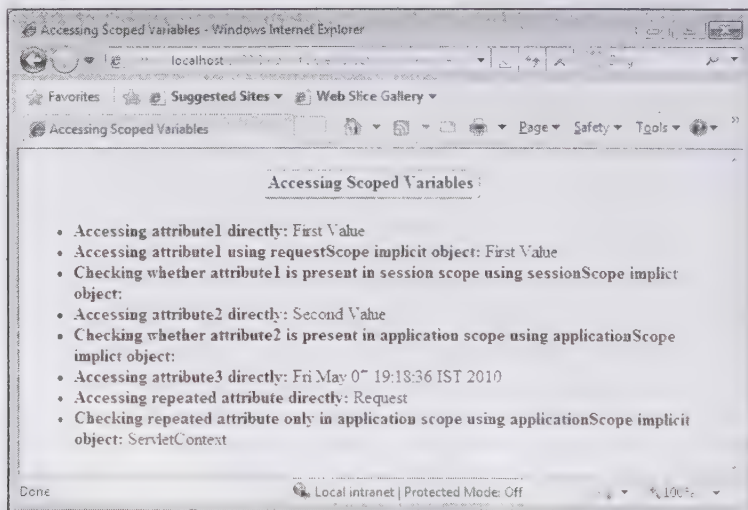 Accessing Scoped Variables - Windows Internet Explorer
localhost
Favorites Suggested Sites ▾ Web Slice Gallery ▾
Accessing Scoped Variables Page ▾ Safety ▾ Tools ▾ »
Accessing Scoped Variables
• Accessing attribute1 directly: First Value
• Accessing attribute1 using requestScope implicit object: First Value
• Checking whether attribute1 is present in session scope using sessionScope implict
object:
• Accessing attribute2 directly: Second Value
• Checking whether attribute2 is present in application scope using applicationScope
implict object:
• Accessing attribute3 directly: Fri May 07 19:18:36 IST 2010
• Accessing repeated attribute directly: Request
• Checking repeated attribute only in application scope using applicationScope implicit
object: ServletContext
Done Local intranet | Protected Mode: Off 100%